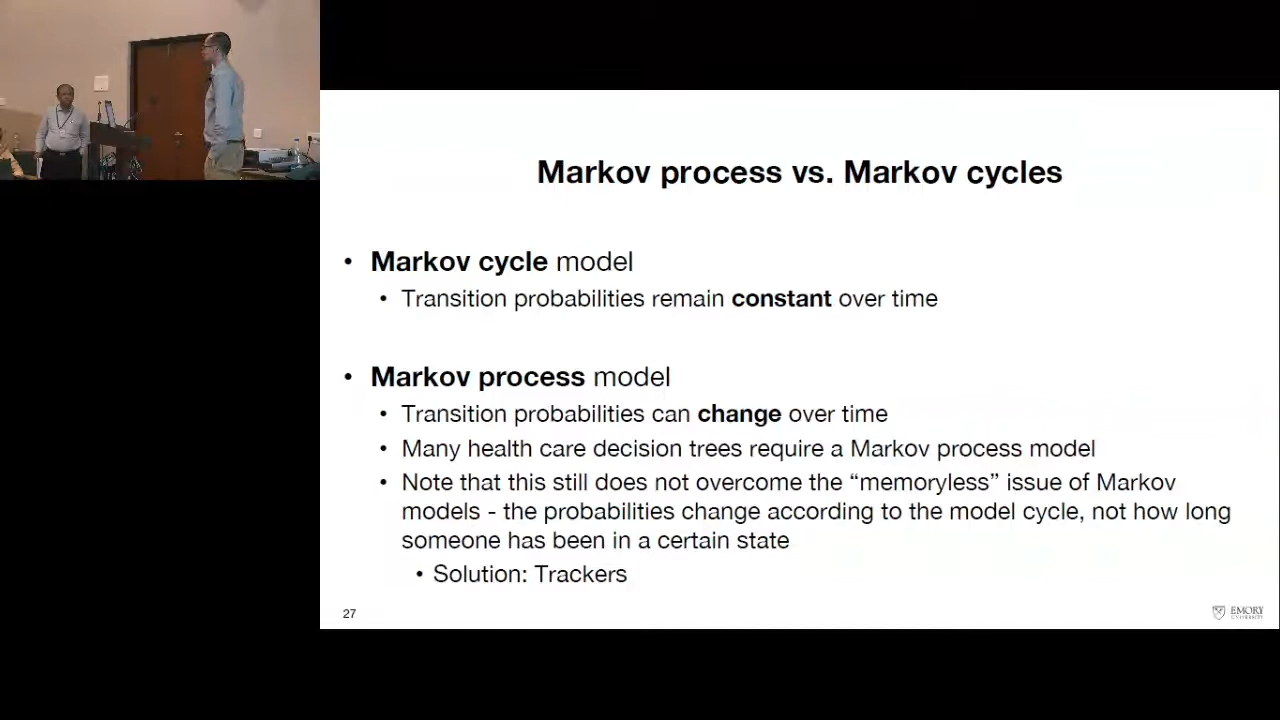 Markov process vs. Markov cycles
• Markov cycle model
• Transition probabilities remain constant over time
• Markov process model
• Transition probabilities can change over time
• Many health care decision trees require a Markov process model
• Note that this still does not overcome the “memoryless” issue of Markov
models - the probabilities change according to the model cycle, not how long
someone has been in a certain state
• Solution: Trackers
27
EMORY
UNIVERSITY